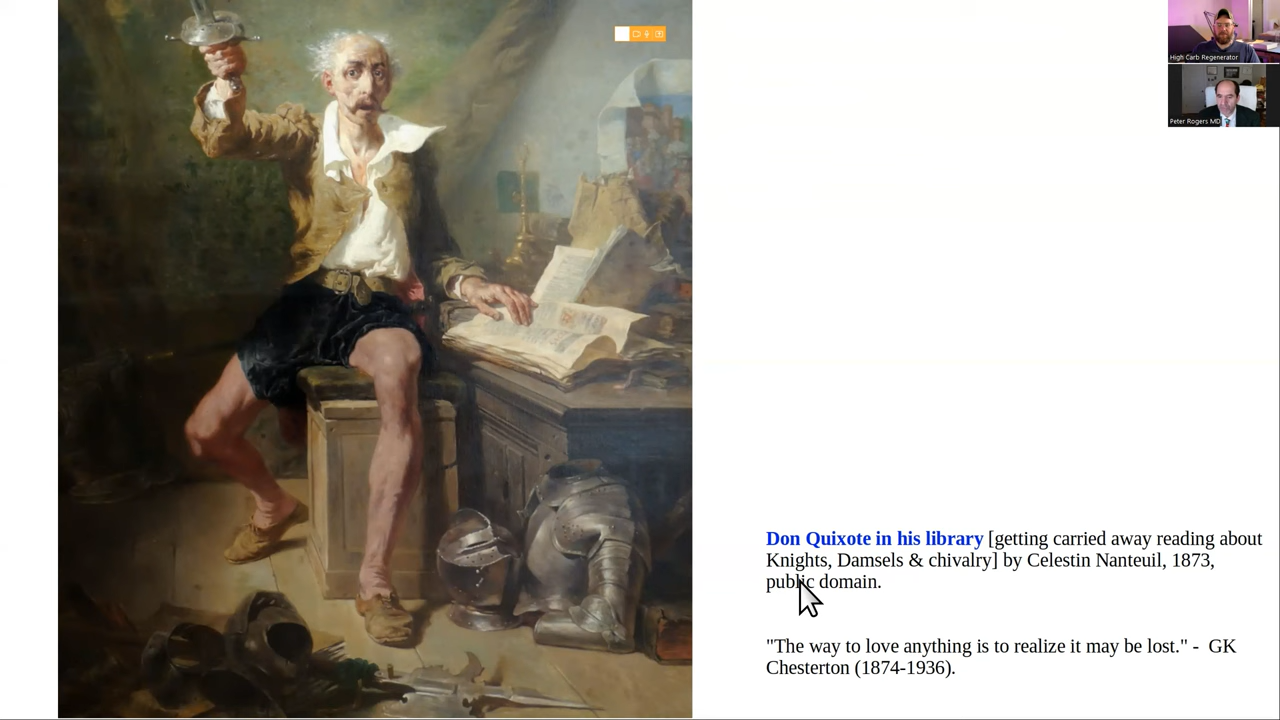 High Carb Regenerator
Peter Rogers MD
Don Quixote in his library [getting carried away reading about
Knights, Damsels & chivalry] by Celestin Nanteuil, 1873,
public domain.
"The way to love anything is to realize it may be lost." -  GK
Chesterton (1874-1936).